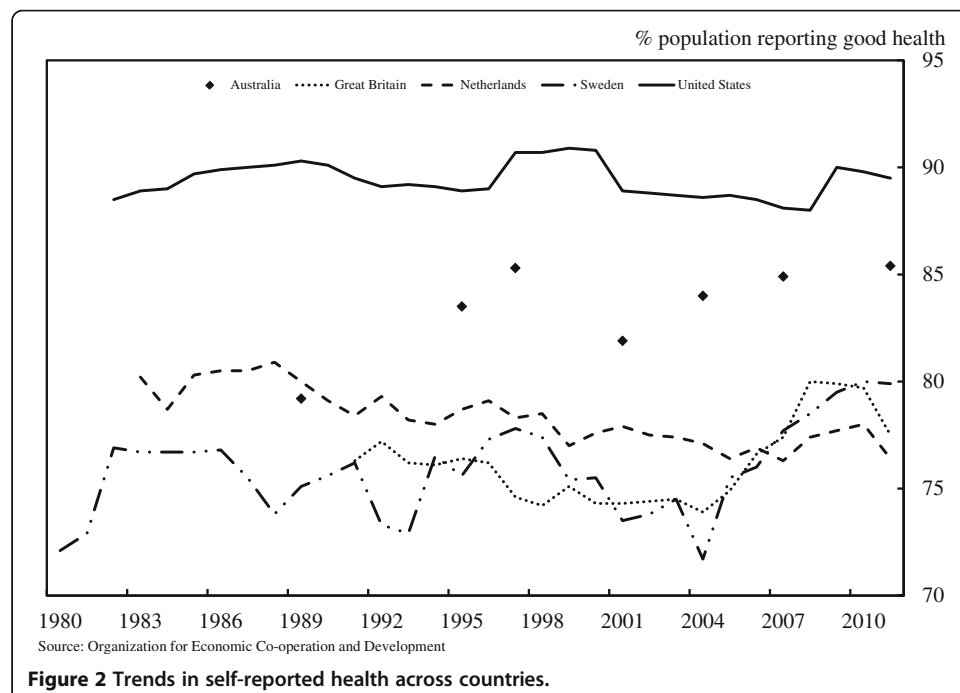 % population reporting good health
95
Australia Great Britain Netherlands Sweden United States
90
85
80
75
70
1980 1983 1986 1989 1992 1995 1998 2001 2004 2007 2010
Source: Organization for Economic Co-operation and Development
Figure 2 Trends in self-reported health across countries.